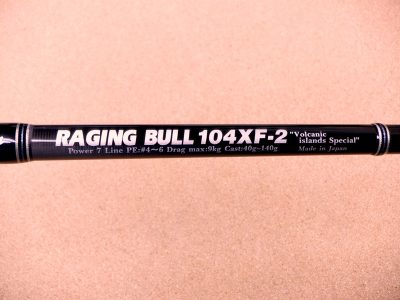 RAGING BULL 104XF-2 "Volcanic
islands Special"
Power 7 Line PE:#4～6 Drag max:9kg Cast:40g~140g Made in Japan